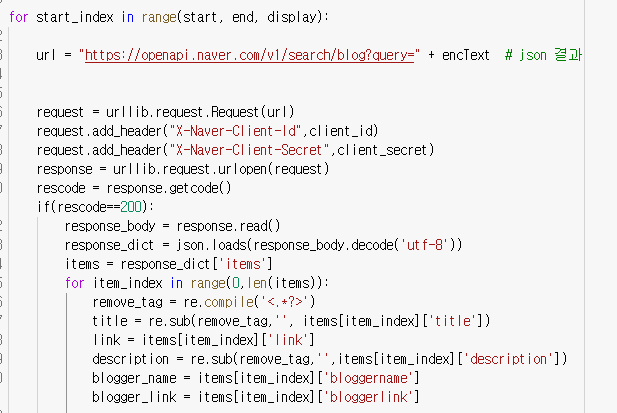 for start_index in range(start, end, display):
url = "https://openapi.naver.com/v1/search/blog?query=" + encText  # json 결과
request = urllib.request.Request(url)
request.add_header("X-Naver-Client-Id",client_id)
request.add_header("X-Naver-Client-Secret",client_secret)
response = urllib.request.urlopen(request)
rescode = response.getcode()
if(rescode==200):
response_body = response.read()
response_dict = json.loads(response_body.decode('utf-8'))
items = response_dict['items']
for item_index in range(0,len(items)):
remove_tag = re.compile('<.*?>')
title = re.sub(remove_tag,'', items[item_index]['title'])
link = items[item_index]['link']
description = re.sub(remove_tag,'',items[item_index]['description'])
blogger_name = items[item_index]['bloggername']
blogger_link = items[item_index]['bloggerlink']